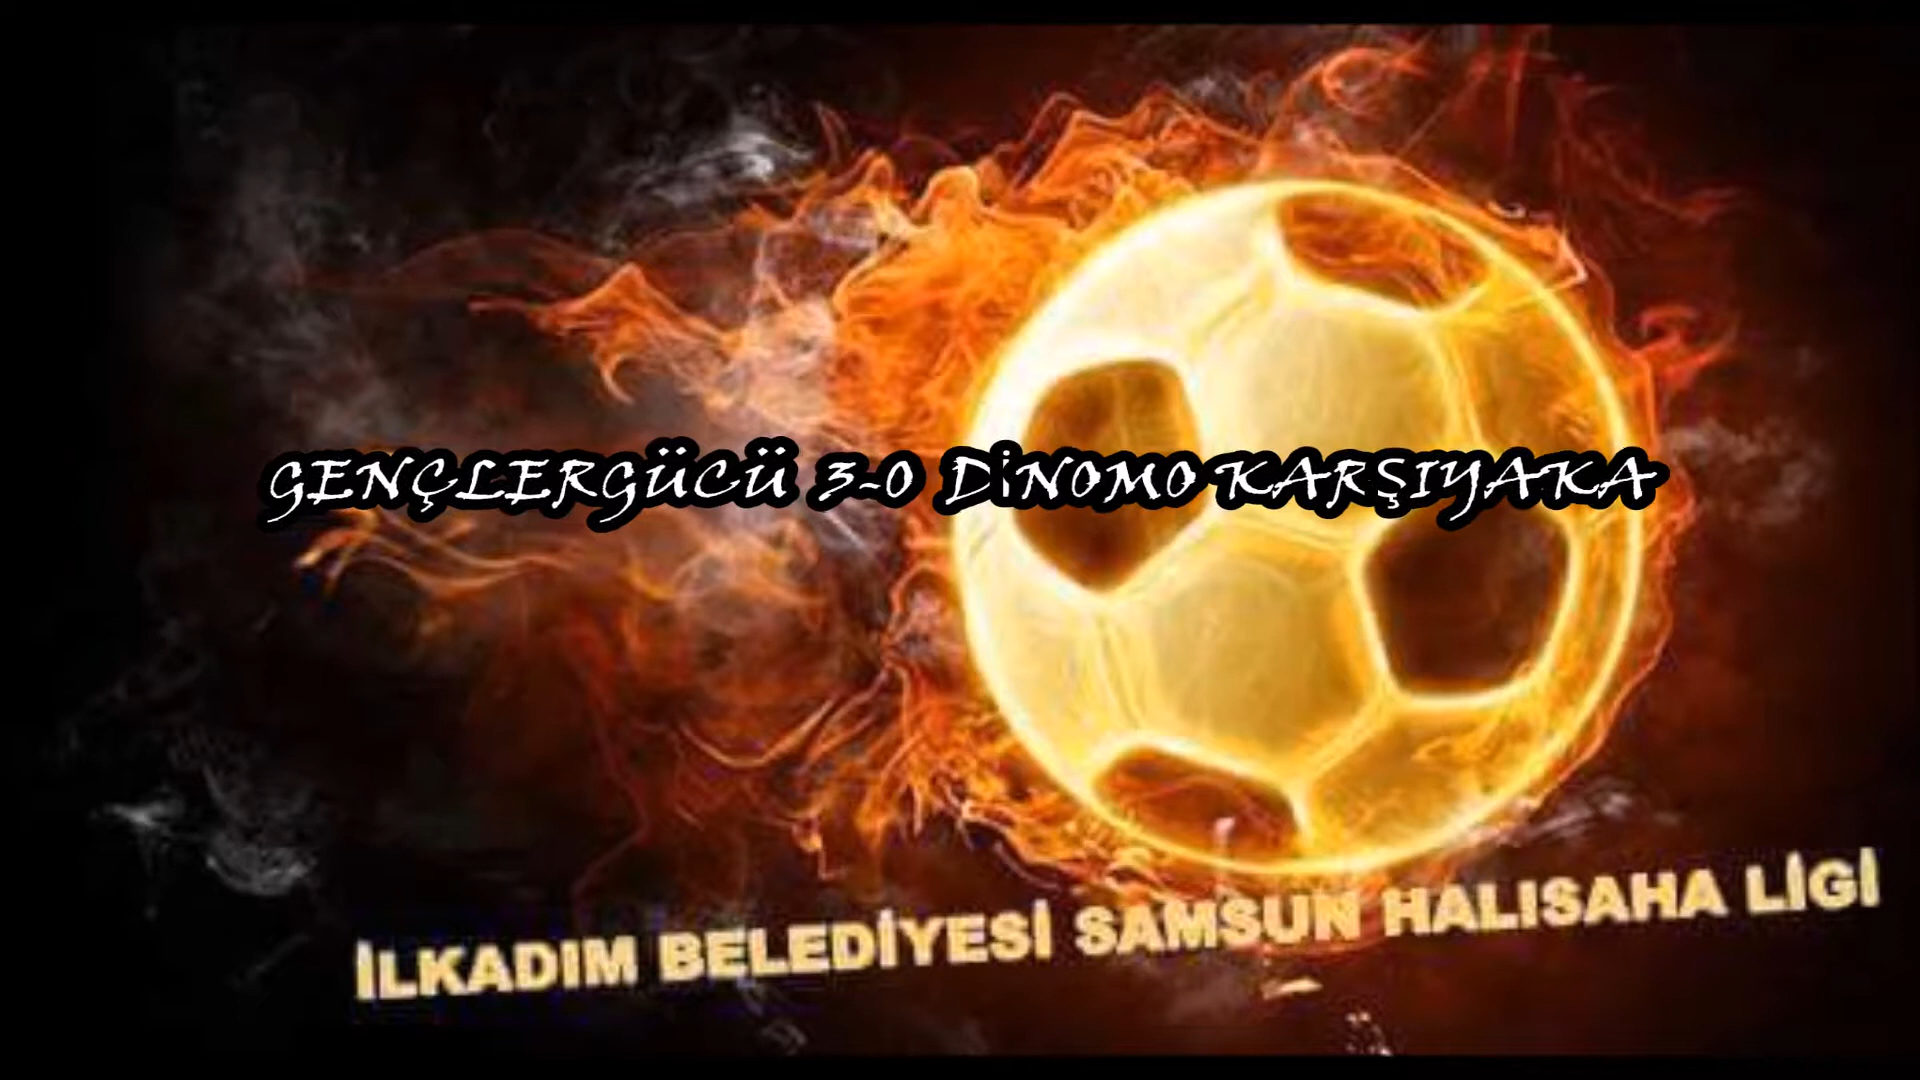 GENÇLERGÜCÜ 3-0 DİNOMO KARŞIYAKA
İLKADIM BELEDİYESİ SAMSUN HALISAHA LİGİ